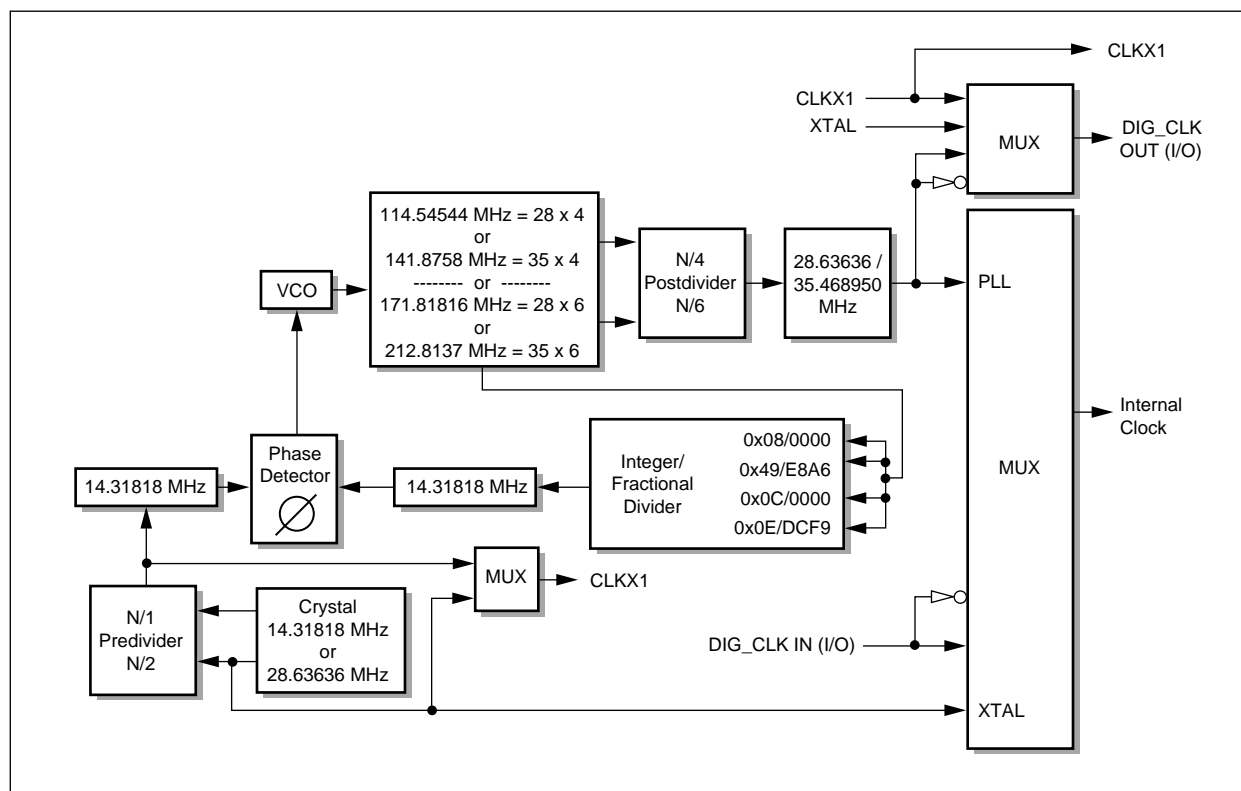 CLKX1
CLKX1
XTAL
MUX
DIG_CLK
OUT (I/O)
114.54544 MHz = 28 x 4
or
141.8758 MHz = 35 x 4
-------- or --------
171.81816 MHz = 28 x 6
or
212.8137 MHz = 35 x 6
N/4
Postdivider
N/6
28.63636 /
35.468950
MHz
PLL
VCO
Internal
Clock
MUX
Phase
Detector
14.31818 MHz
14.31818 MHz
Integer/
Fractional
Divider
0x08/0000
0x49/E8A6
0x0C/0000
0x0E/DCF9
MUX
CLKX1
N/1
Predivider
N/2
Crystal
14.31818 MHz
or
28.63636 MHz
DIG_CLK IN (I/O)
XTAL